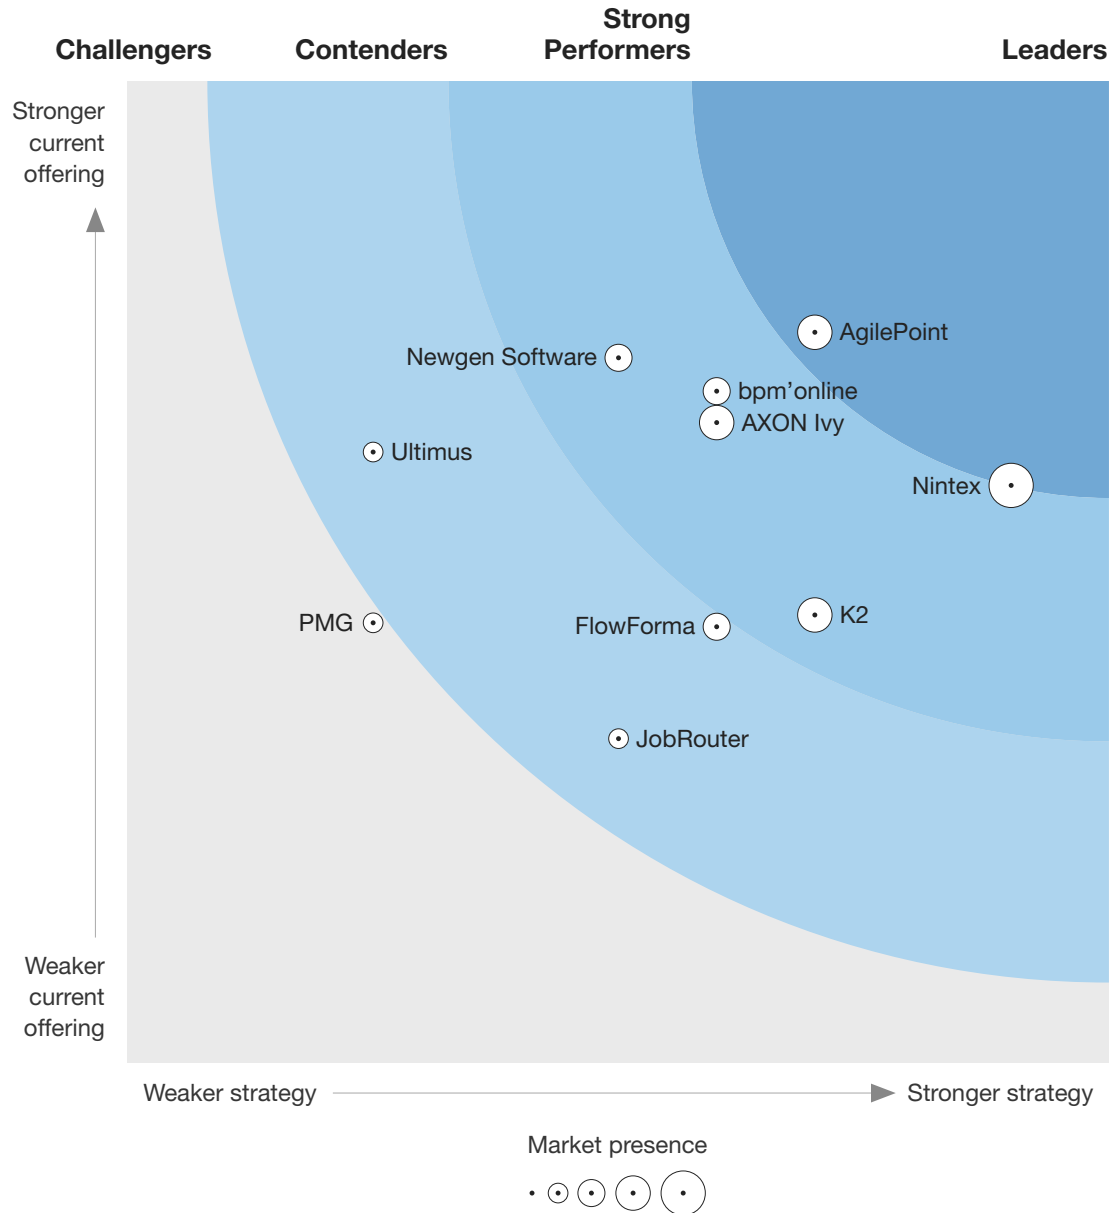 Challengers
Contenders
Strong
Performers
Leaders
Stronger
current
offering
AgilePoint
Newgen Software
bpm’online
AXON Ivy
Ultimus
Nintex
PMG
FlowForma
K2
JobRouter
Weaker
current
offering
Weaker strategy
Stronger strategy
Market presence